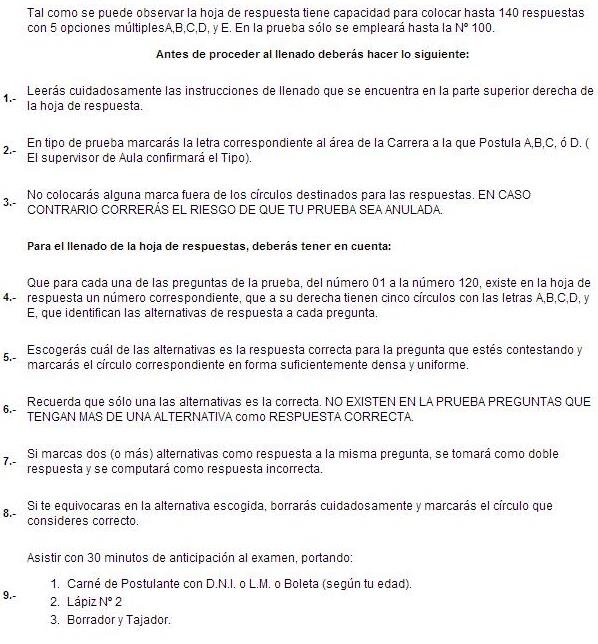 Tal como se puede observar la hoja de respuesta tiene capacidad para colocar hasta 140 respuestas
con 5 opciones múltiplesA,B,C,D, y E. En la prueba sólo se empleará hasta la Nº 100.
Antes de proceder al llenado deberás hacer lo siguiente:
1.- Leerás cuidadosamente las instrucciones de llenado que se encuentra en la parte superior derecha de
la hoja de respuesta.
2.- En tipo de prueba marcarás la letra correspondiente al área de la Carrera a la que Postula A,B,C, ó D. (
El supervisor de Aula confirmará el Tipo).
3.- No colocarás alguna marca fuera de los círculos destinados para las respuestas. EN CASO
CONTRARIO CORRERÁS EL RIESGO DE QUE TU PRUEBA SEA ANULADA.
Para el llenado de la hoja de respuestas, deberás tener en cuenta:
Que para cada una de las preguntas de la prueba, del número 01 a la número 120, existe en la hoja de
4.- respuesta un número correspondiente, que a su derecha tienen cinco círculos con las letras A,B,C,D, y
E, que identifican las alternativas de respuesta a cada pregunta.
5.- Escogerás cuál de las alternativas es la respuesta correcta para la pregunta que estés contestando y
marcarás el círculo correspondiente en forma suficientemente densa y uniforme.
6.- Recuerda que sólo una las alternativas es la correcta. NO EXISTEN EN LA PRUEBA PREGUNTAS QUE
TENGAN MAS DE UNA ALTERNATIVA como RESPUESTA CORRECTA.
7.- Si marcas dos (o más) alternativas como respuesta a la misma pregunta, se tomará como doble
respuesta y se computará como respuesta incorrecta.
8.- Si te equivocaras en la alternativa escogida, borrarás cuidadosamente y marcarás el círculo que
consideres correcto.
Asistir con 30 minutos de anticipación al examen, portando:
1. Carné de Postulante con D.N.I. o L.M. o Boleta (según tu edad).
9.- 2. Lápiz Nº 2
3. Borrador y Tajador.